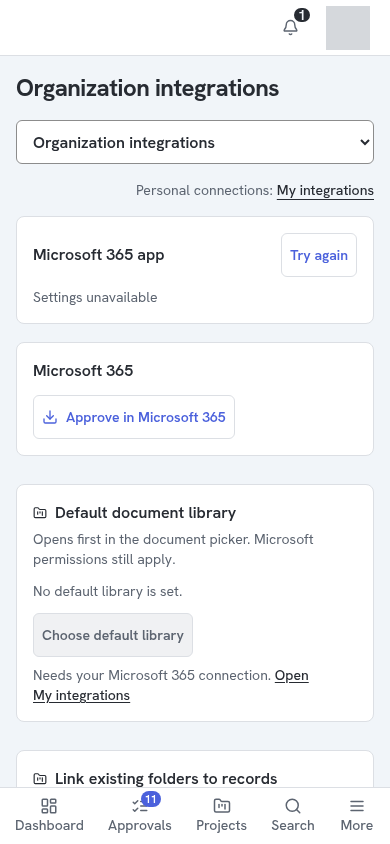 1
Organization integrations
Organization integrations
Personal connections: My integrations
Microsoft 365 app
Try again
Settings unavailable
Microsoft 365
Approve in Microsoft 365
Default document library
Opens first in the document picker. Microsoft
permissions still apply.
No default library is set.
Choose default library
Needs your Microsoft 365 connection. Open
My integrations
Link existing folders to records
11
Dashboard Approvals Projects Search More